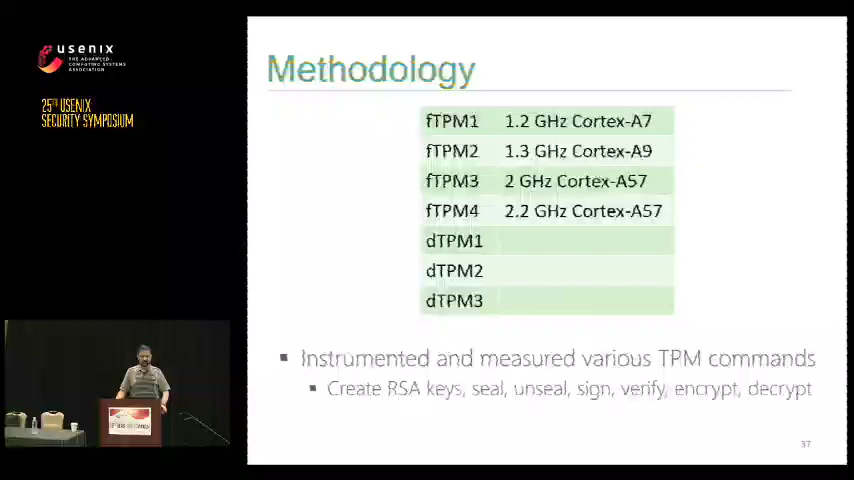 usenix
THE ADVANCED
COMPUTING SYSTEMS
ASSOCIATION
25TH USENIX
SECURITY SYMPOSIUM
Methodology
fTPM1 1.2 GHz Cortex-A7
fTPM2 1.3 GHz Cortex-A9
fTPM3 2 GHz Cortex-A57
fTPM4 2.2 GHz Cortex-A57
dTPM1
dTPM2
dTPM3
▪ Instrumented and measured various TPM commands
▪ Create RSA keys, seal, unseal, sign, verify, encrypt, decrypt
37